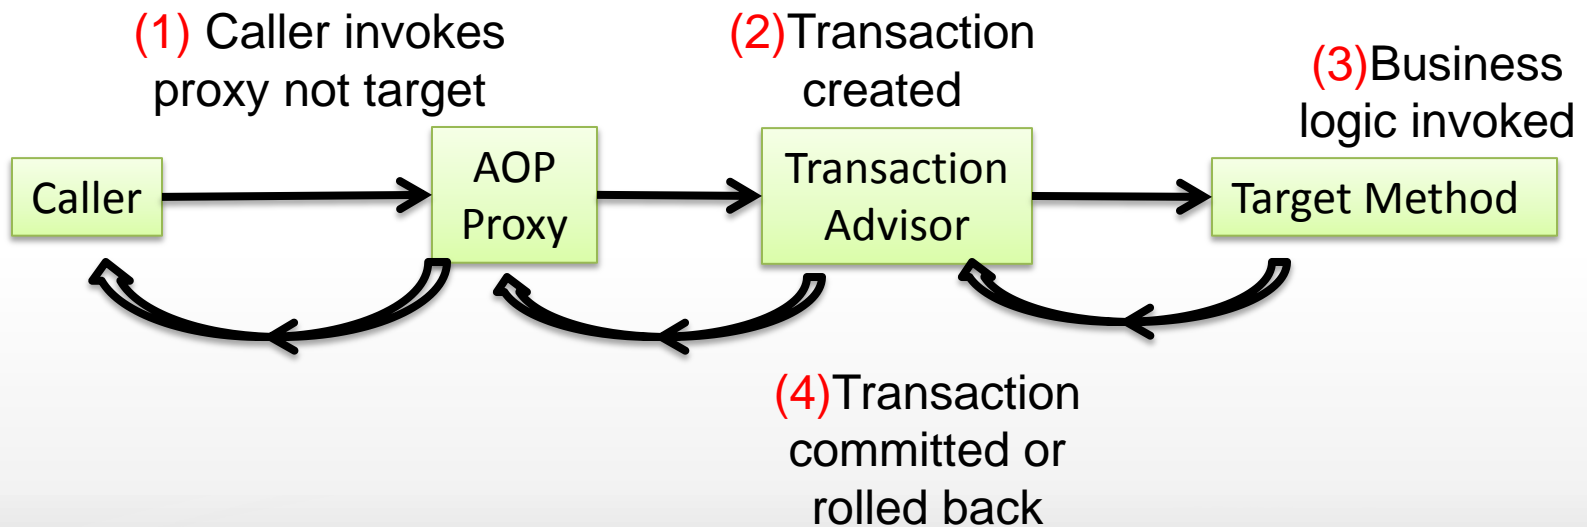 (1) Caller invokes
proxy not target
(2)Transaction
created
(3)Business
logic invoked
Caller
AOP
Proxy
Transaction
Advisor
Target Method
(4)Transaction
committed or
rolled back